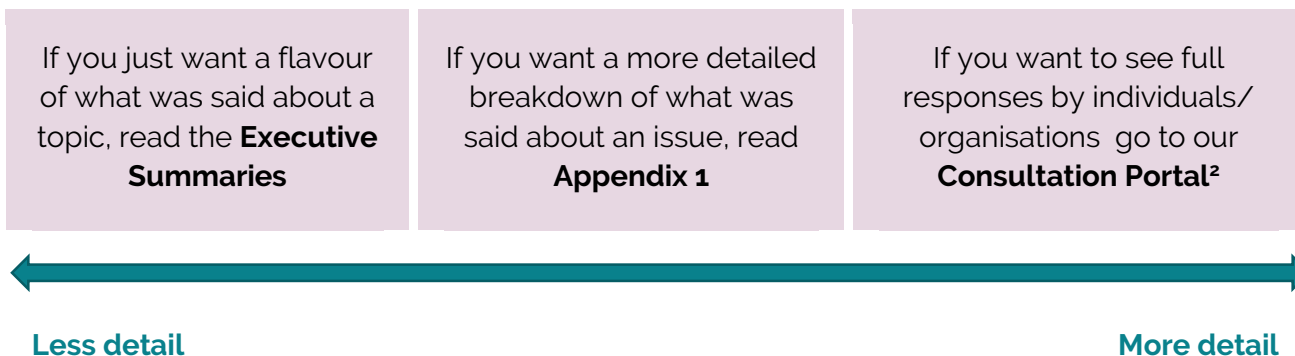 If you just want a flavour
of what was said about a
topic, read the Executive
Summaries
If you want a more detailed
breakdown of what was
said about an issue, read
Appendix 1
If you want to see full
responses by individuals/
organisations  go to our
Consultation Portal²
Less detail
More detail